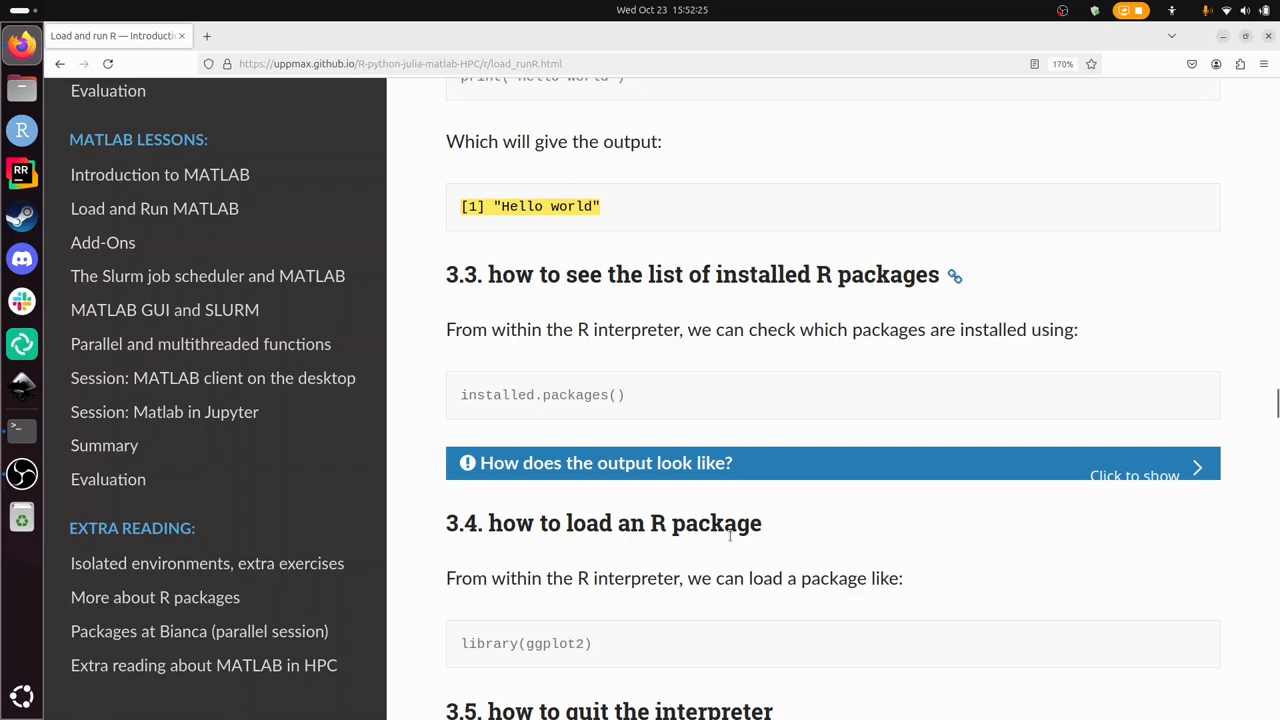 Wed Oct 23 15:52:25
Load and run R — Introducti
https://uppmax.github.io/R-python-julia-matlab-HPC/r/load_runR.html
170%
Evaluation
MATLAB LESSONS:
Introduction to MATLAB
Load and Run MATLAB
Add-Ons
The Slurm job scheduler and MATLAB
MATLAB GUI and SLURM
Parallel and multithreaded functions
Session: MATLAB client on the desktop
Session: Matlab in Jupyter
Summary
Evaluation
EXTRA READING:
Isolated environments, extra exercises
More about R packages
Packages at Bianca (parallel session)
Extra reading about MATLAB in HPC
print("Hello world")
Which will give the output:
[1] "Hello world"
3.3. how to see the list of installed R packages
From within the R interpreter, we can check which packages are installed using:
installed.packages()
How does the output look like?
Click to show
3.4. how to load an R package
From within the R interpreter, we can load a package like:
library(ggplot2)
3.5. how to quit the interpreter
R
RR